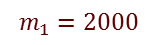 m₁ = 2000